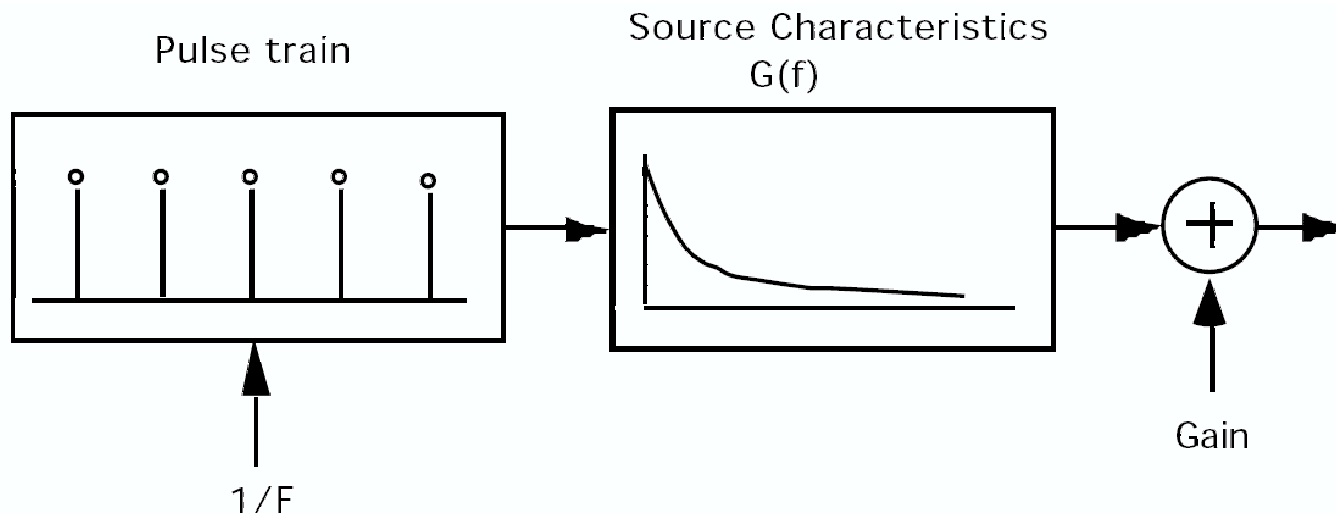 Pulse train
Source Characteristics
G(f)
+
Gain
1/F